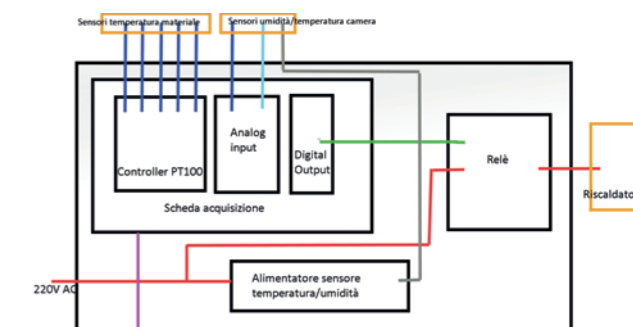 Sensori temperatura materiale
Sensori umidità/temperatura camera
Analog
input
Digital
Output
Controller PT100
Relè
Scheda acquisizione
Riscaldato
220V AC
Alimentatore sensore
temperatura/umidità